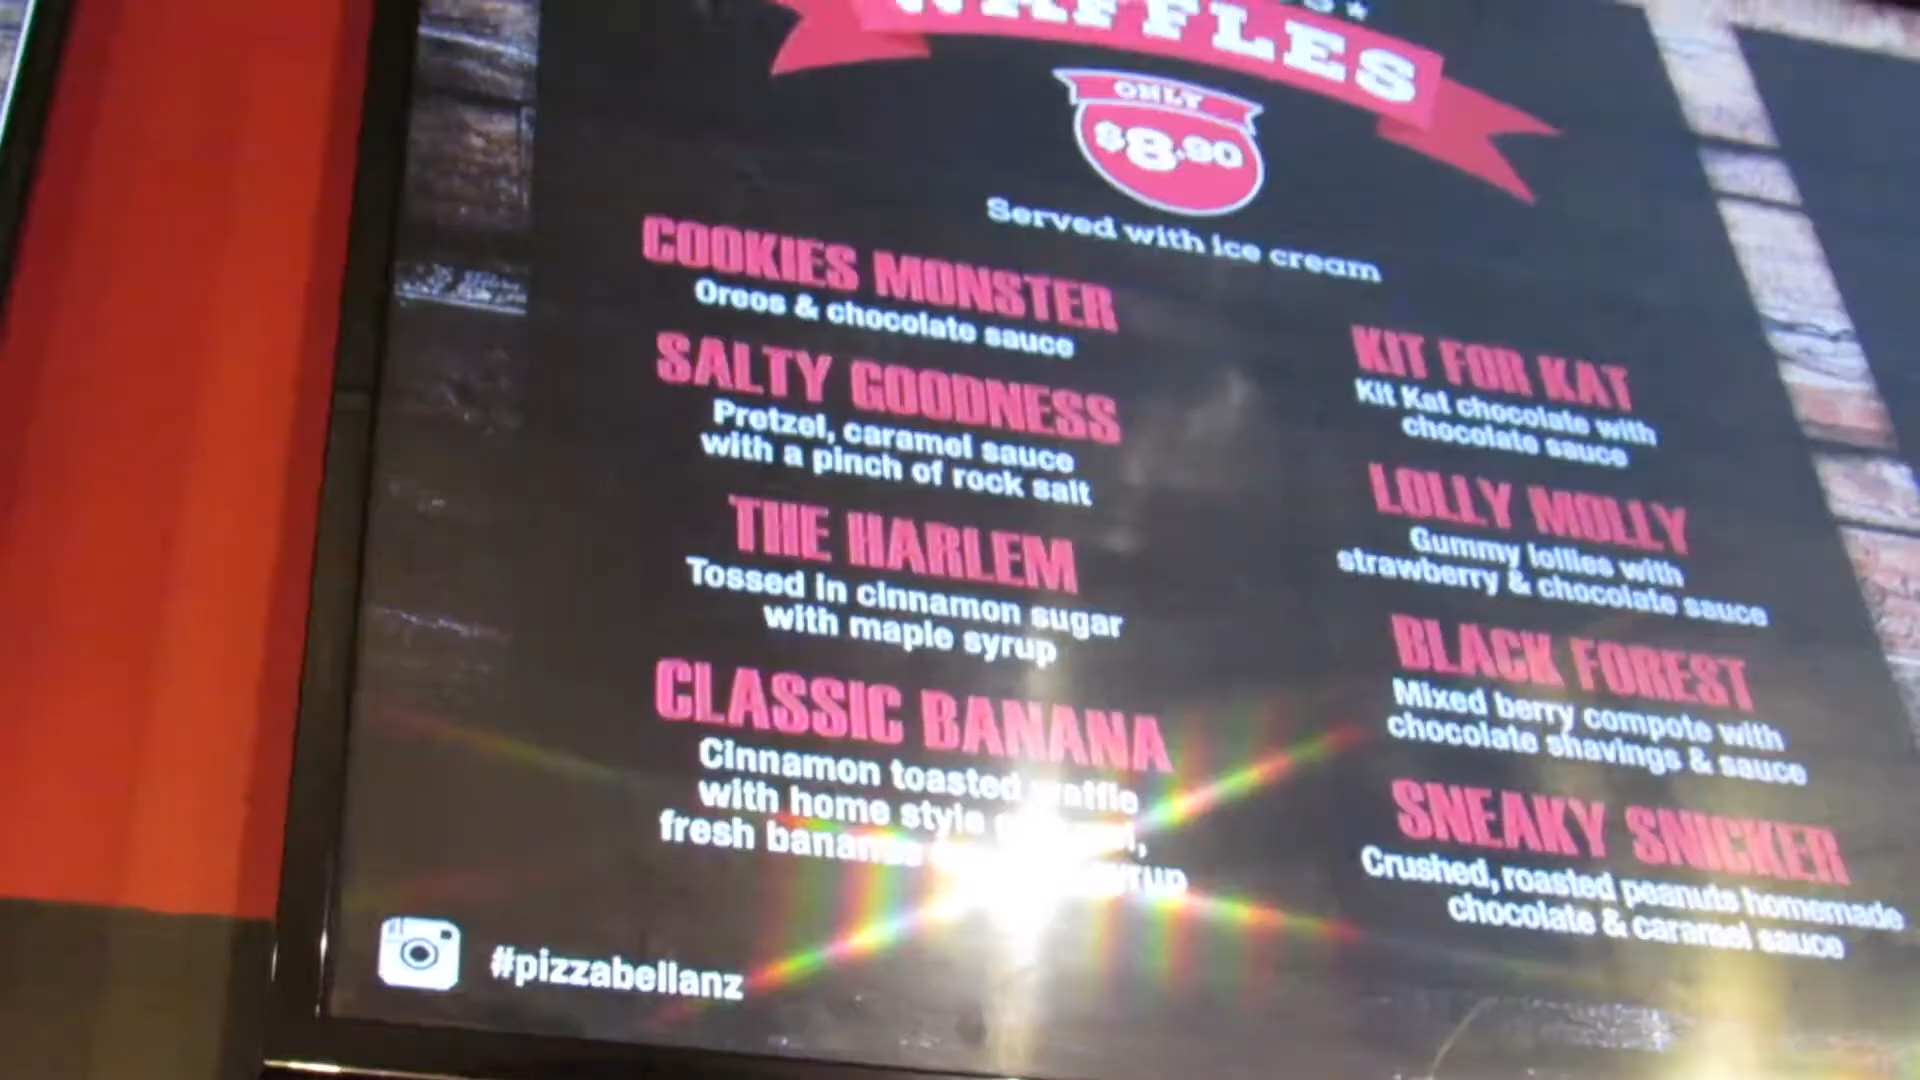 WAFFLES
ONLY
$8.90
Served with ice cream
COOKIES MONSTER
Oreos & chocolate sauce
SALTY GOODNESS
Pretzel, caramel sauce
with a pinch of rock salt
THE HARLEM
Tossed in cinnamon sugar
with maple syrup
CLASSIC BANANA
Cinnamon toasted waffle
with home style
fresh banana
KIT FOR KAT
Kit Kat chocolate with
chocolate sauce
LOLLY MOLLY
Gummy lollies with
strawberry & chocolate sauce
BLACK FOREST
Mixed berry compote with
chocolate shavings & sauce
SNEAKY SNICKER
Crushed, roasted peanuts homemade
chocolate & caramel sauce
#pizzabellanz